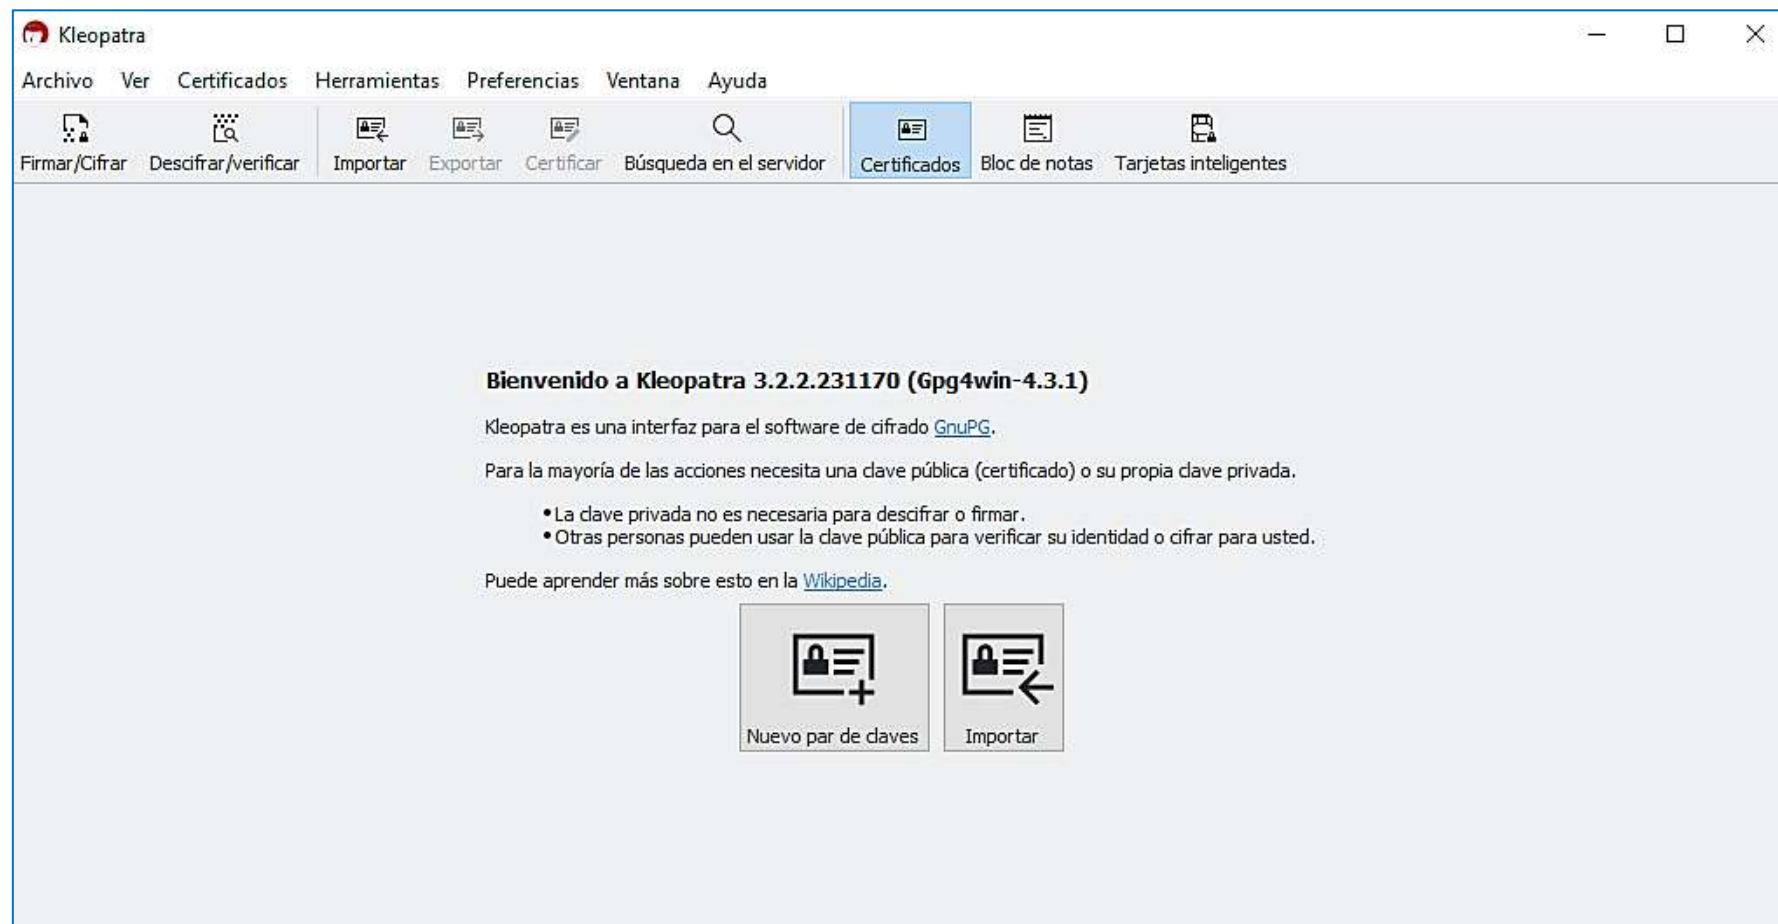 Kleopatra
Archivo Ver Certificados Herramientas Preferencias Ventana Ayuda
Firmar/Cifrar Descifrar/verificar Importar Exportar Certificar Búsqueda en el servidor Certificados Bloc de notas Tarjetas inteligentes
Bienvenido a Kleopatra 3.2.2.231170 (Gpg4win-4.3.1)
Kleopatra es una interfaz para el software de cifrado GnuPG.
Para la mayoría de las acciones necesita una clave pública (certificado) o su propia clave privada.
•La clave privada no es necesaria para descifrar o firmar.
•Otras personas pueden usar la clave pública para verificar su identidad o cifrar para usted.
Puede aprender más sobre esto en la Wikipedia.
Nuevo par de claves Importar